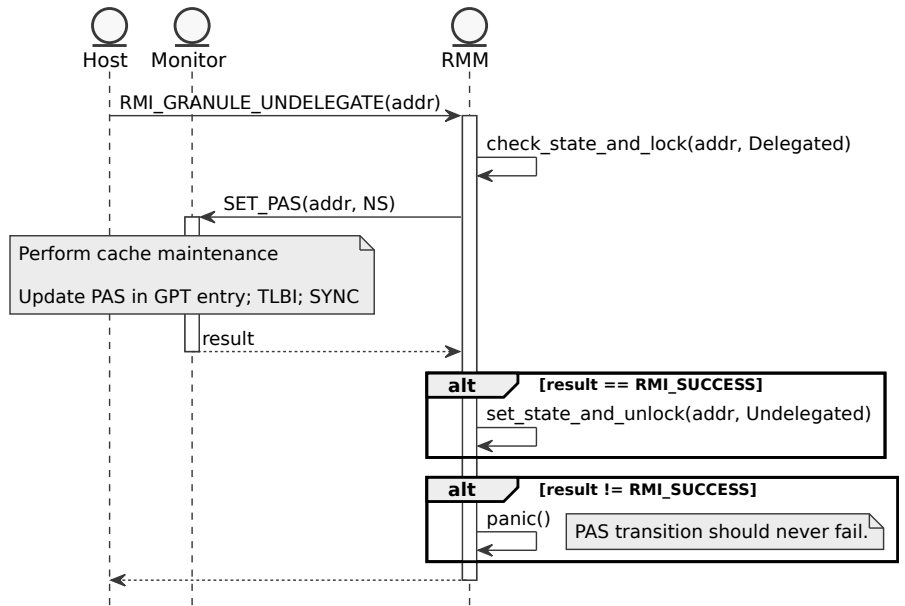 Host
Monitor
RMM
RMI_GRANULE_UNDELEGATE(addr)
check_state_and_lock(addr, Delegated)
SET_PAS(addr, NS)
Perform cache maintenance
Update PAS in GPT entry; TLBI; SYNC
result
alt
[result == RMI_SUCCESS]
set_state_and_unlock(addr, Undelegated)
alt
[result != RMI_SUCCESS]
panic()
PAS transition should never fail.